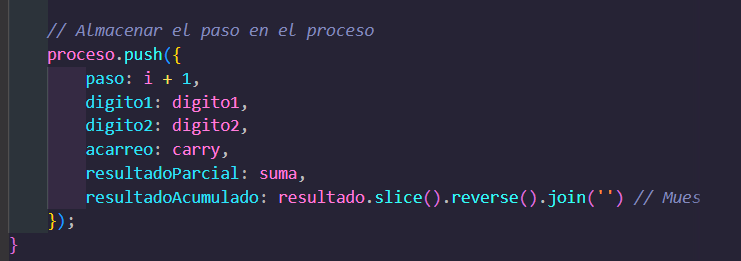 // Almacenar el paso en el proceso
proceso.push({
paso: i + 1,
digito1: digito1,
digito2: digito2,
acarreo: carry,
resultadoParcial: suma,
resultadoAcumulado: resultado.slice().reverse().join('') // Mues
});
}